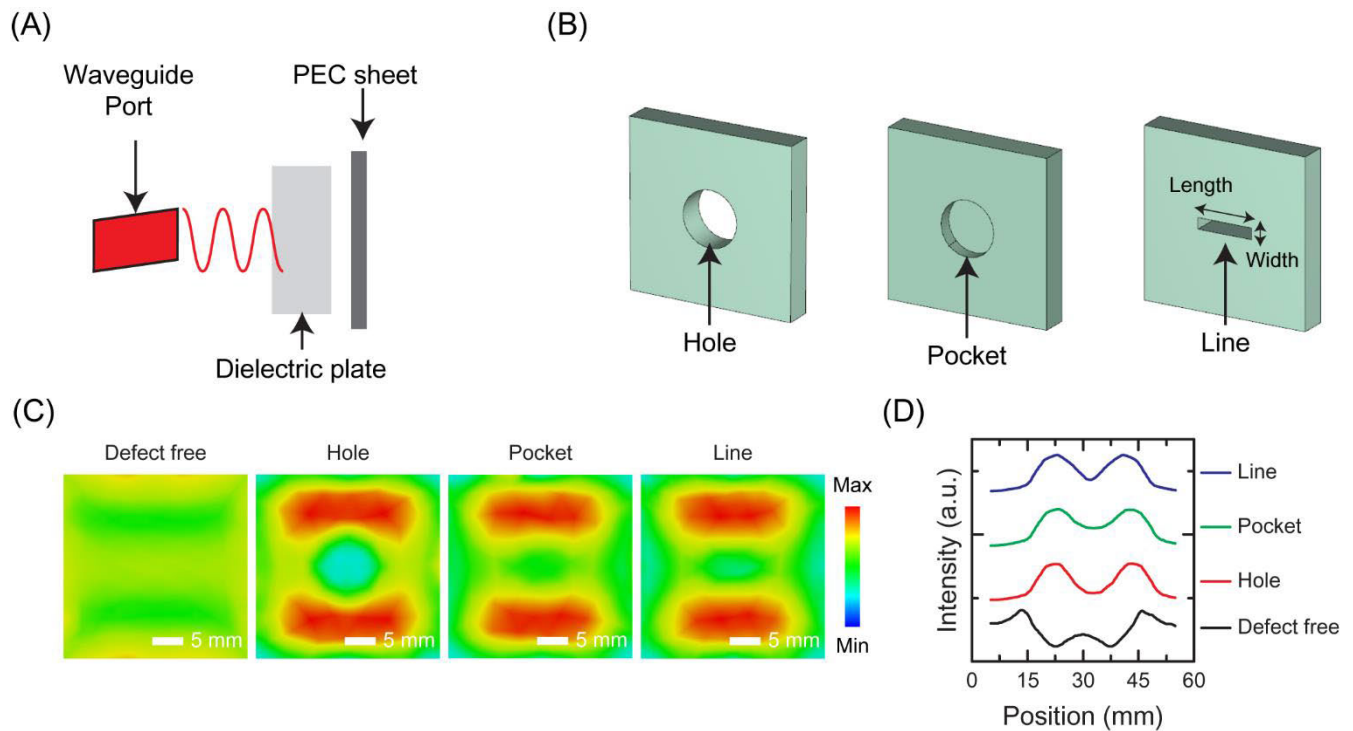 (A)
Waveguide
Port
PEC sheet
Dielectric plate
(B)
Hole
Pocket
Length
Width
Line
(C)
Defect free
Hole
Pocket
Line
5 mm
5 mm
5 mm
5 mm
Max
Min
(D)
Intensity (a.u.)
Line
Pocket
Hole
Defect free
0 15 30 45 60
Position (mm)